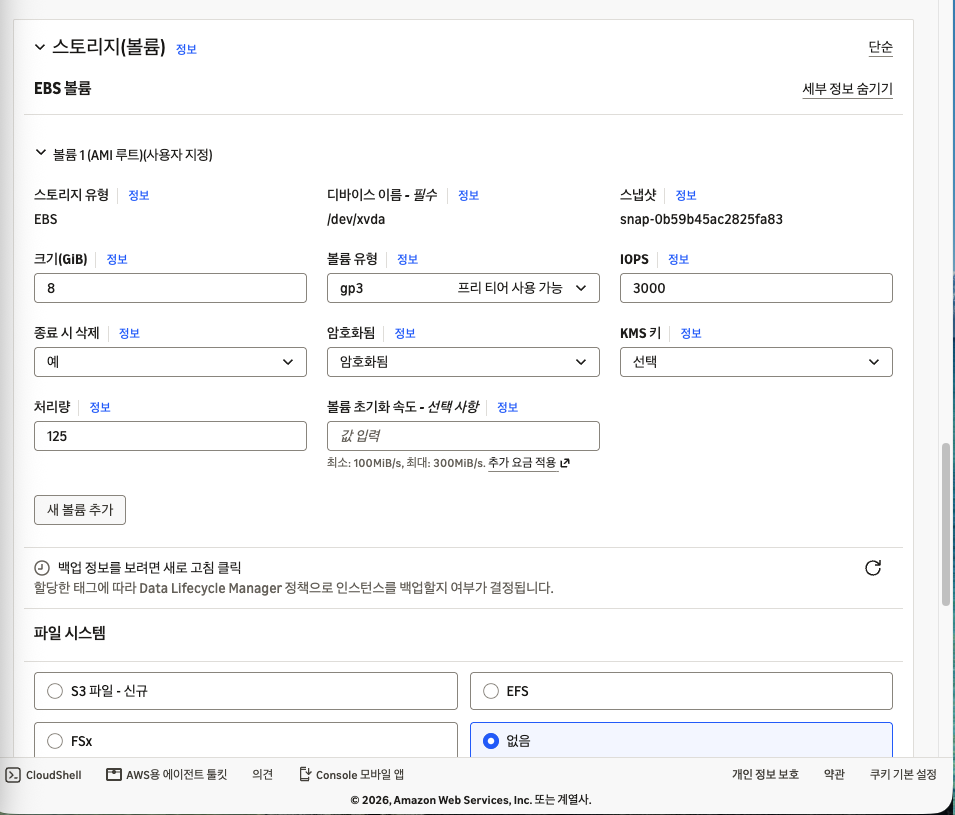 스토리지(볼륨) 정보 단순
EBS 볼륨 세부 정보 숨기기
볼륨 1 (AMI 루트)(사용자 지정)
스토리지 유형 정보 디바이스 이름 - 필수 정보 스냅샷 정보
EBS /dev/xvda snap-0b59b45ac2825fa83
크기(GiB) 정보 볼륨 유형 정보 IOPS 정보
8 gp3 프리 티어 사용 가능 3000
종료 시 삭제 정보 암호화됨 정보 KMS 키 정보
예 암호화됨 선택
처리량 정보 볼륨 초기화 속도 - 선택 사항 정보
125 값 입력
최소: 100MiB/s, 최대: 300MiB/s. 추가 요금 적용
새 볼륨 추가
백업 정보를 보려면 새로 고침 클릭
할당한 태그에 따라 Data Lifecycle Manager 정책으로 인스턴스를 백업할지 여부가 결정됩니다.
파일 시스템
S3 파일 - 신규 EFS
FSx 없음
CloudShell AWS용 에이전트 툴킷 의견 Console 모바일 앱 개인 정보 보호 약관 쿠키 기본 설정
© 2026, Amazon Web Services, Inc. 또는 계열사.